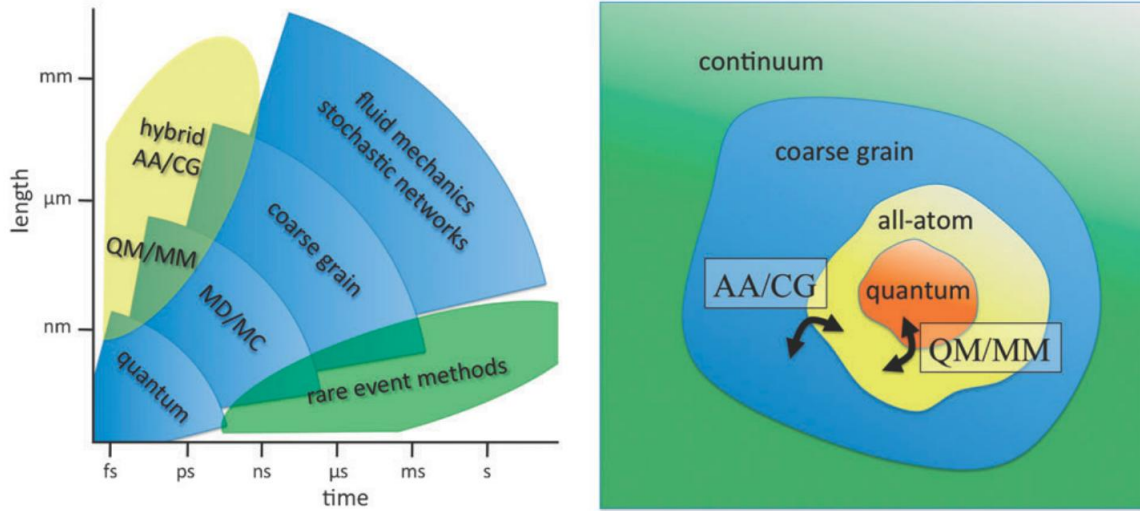 mm
μm
nm
length
hybrid
AA/CG
QM/MM
quantum
MD/MC
coarse grain
fluid mechanics
stochastic networks
rare event methods
fs
ps
ns
μs
ms
s
time
continuum
coarse grain
all-atom
AA/CG
quantum
QM/MM